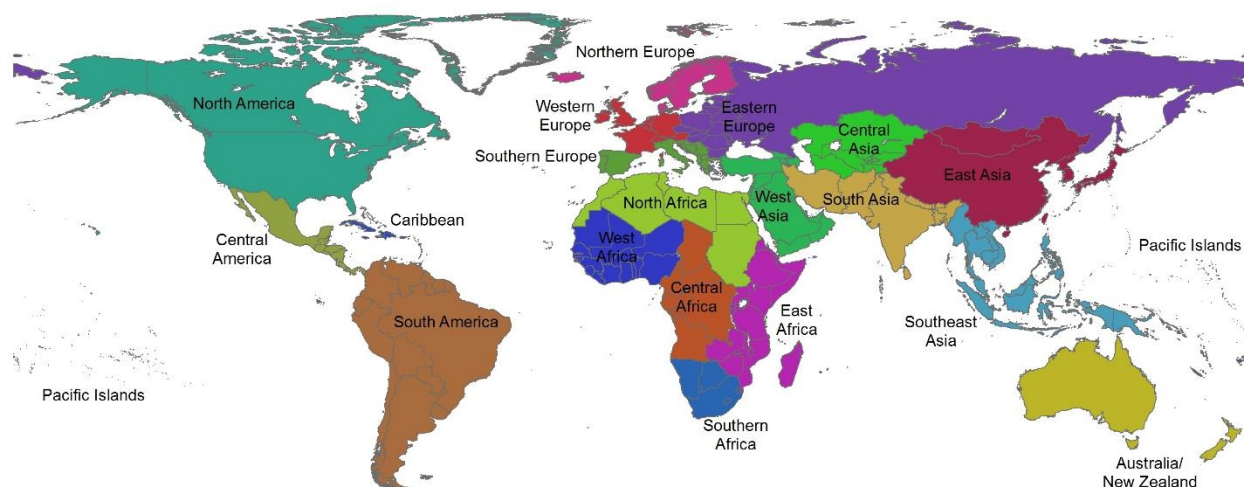 Northern Europe
North America
Western
Europe
Eastern
Europe
Central
Asia
Southern Europe
East Asia
North Africa
West
Asia
South Asia
Caribbean
Central
America
West
Africa
Pacific Islands
Central
Africa
South America
East
Africa
Southeast
Asia
Pacific Islands
Southern
Africa
Australia/
New Zealand